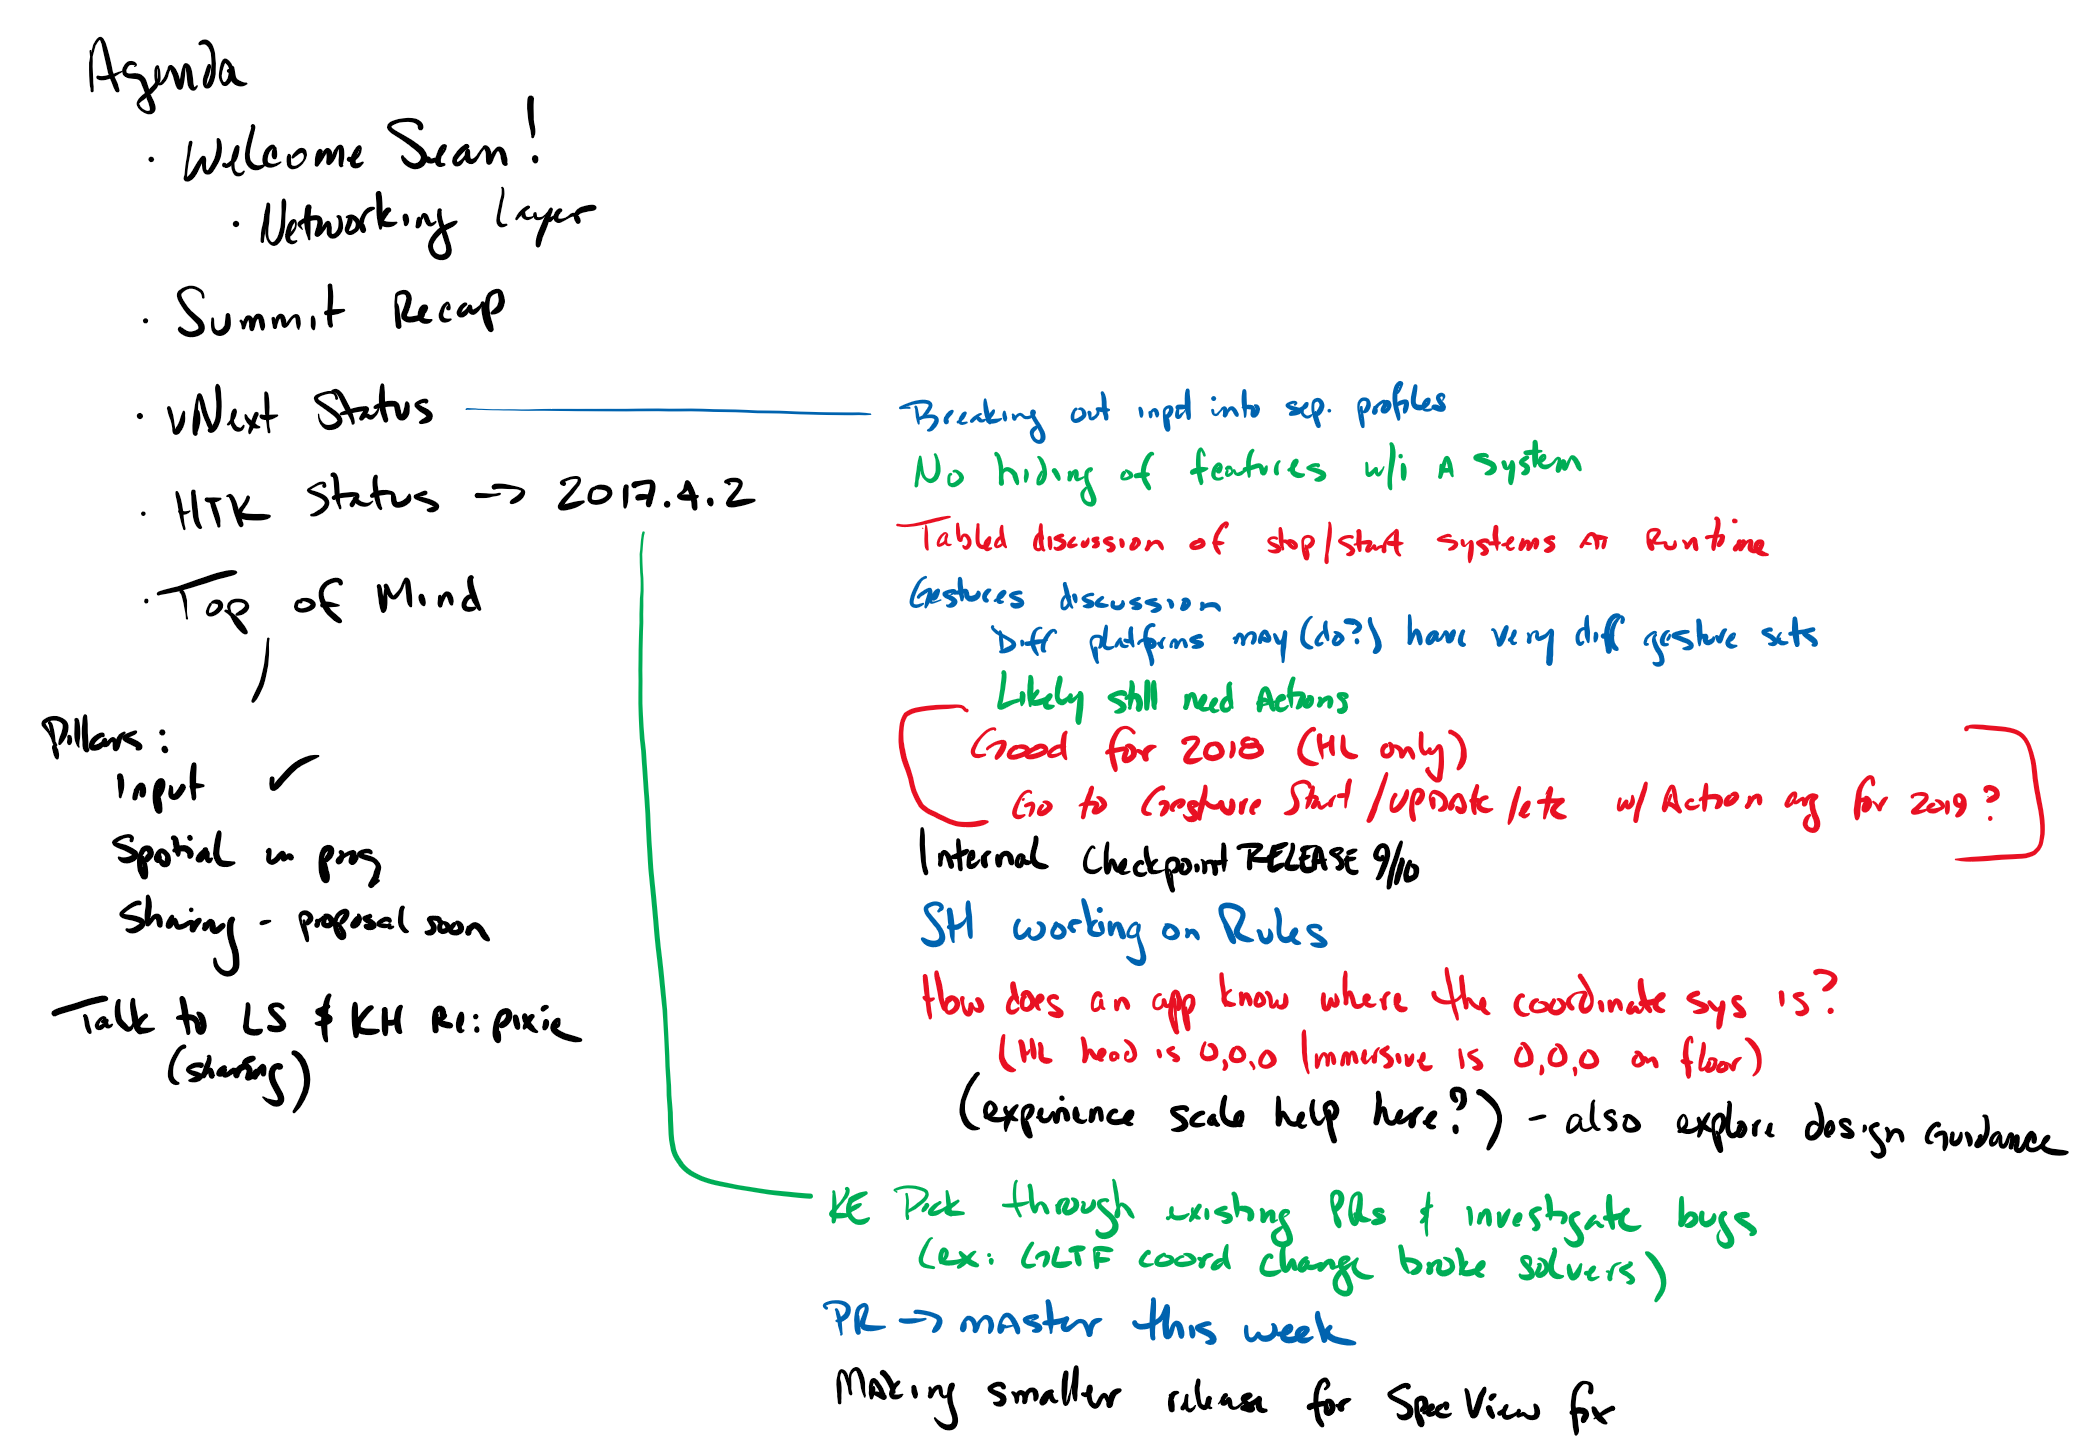 Agenda
· Welcome Sean!
· Networking Layer
· Summit Recap
· vNext Status
· HTK Status -> 2017.4.2
· Top of Mind
Pillars:
Input ✓
Spatial in prog
Sharing - proposal soon
Talk to LS & KH Re: pixie
(sharing)
Breaking out input into sep. profiles
No hiding of features w/i A System
Tabled discussion of stop/start systems AT Runtime
Gestures discussion
Diff platforms may (do?) have very diff gesture sets
Likely still need Actions
Good for 2018 (HL only)
Go to Gesture Start/Update/etc w/ Action arg for 2019?
Internal Checkpoint RELEASE 9/10
SH working on Rules
How does an app know where the coordinate sys is?
(HL head is 0,0,0 Immersive is 0,0,0 on floor)
(experience scale help here?) - also explore design Guidance
KE Pick through existing PRs & investigate bugs
(ex: GLTF coord change broke solvers)
PR -> mAster this week
MAking smaller release for SpecView fix